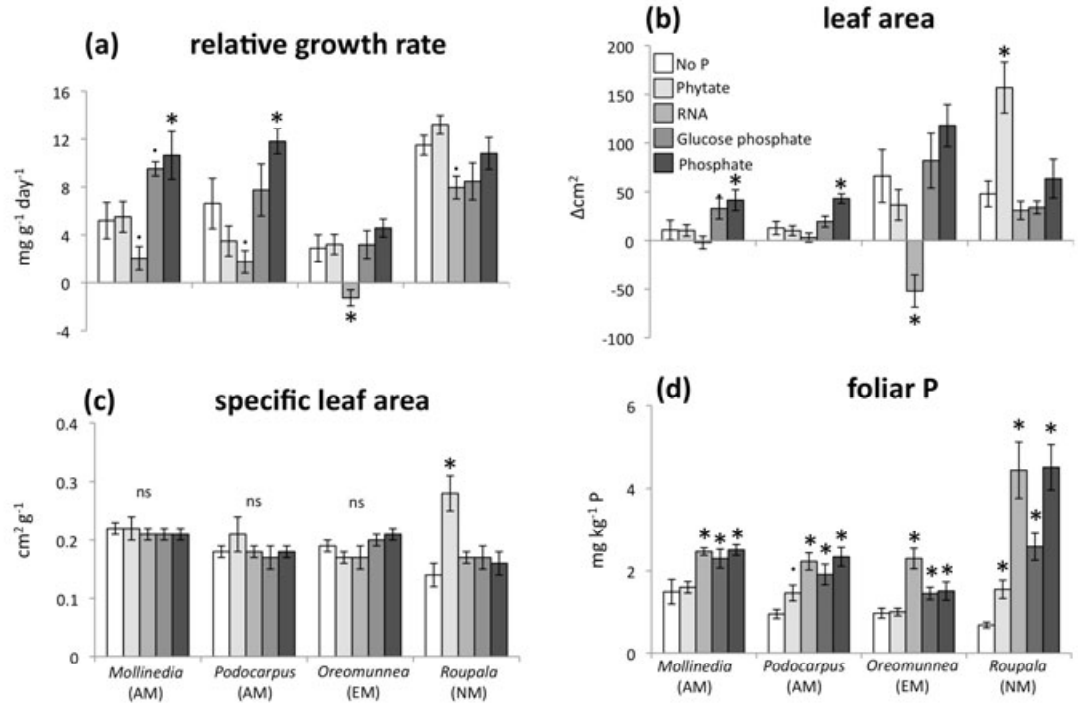 (a) relative growth rate
mg g⁻¹ day⁻¹
16
12
8
4
0
-4
(b) leaf area
Δcm²
200
150
100
50
0
-50
-100
No P
Phytate
RNA
Glucose phosphate
Phosphate
(c) specific leaf area
cm² g⁻¹
0.4
0.3
0.2
0.1
0
ns
ns
ns
Mollinedia Podocarpus Oreomunnea Roupala
(AM) (AM) (EM) (NM)
(d) foliar P
mg kg⁻¹ P
6
4
2
0
Mollinedia Podocarpus Oreomunnea Roupala
(AM) (AM) (EM) (NM)